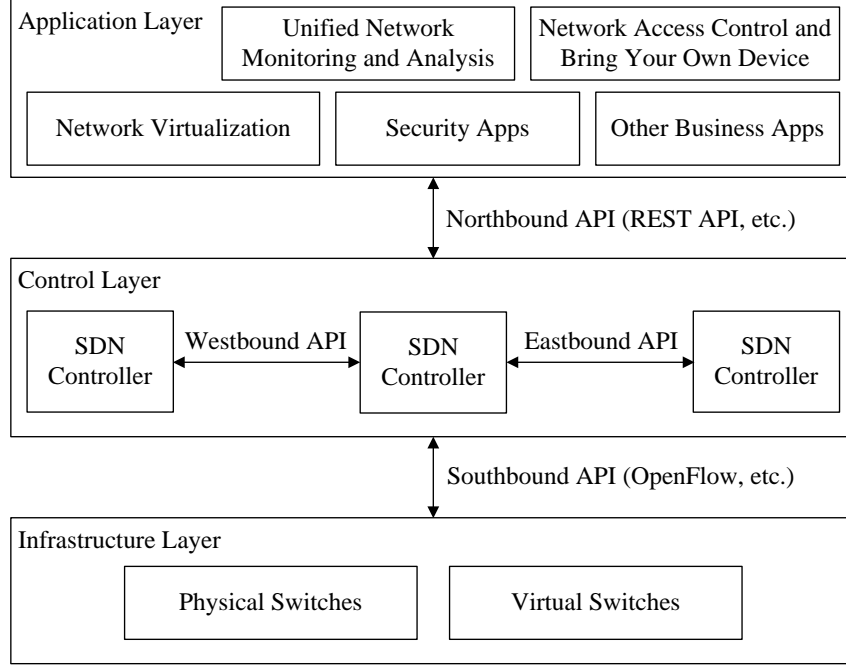 Application Layer
Unified Network
Monitoring and Analysis
Network Access Control and
Bring Your Own Device
Network Virtualization
Security Apps
Other Business Apps
Northbound API (REST API, etc.)
Control Layer
SDN
Controller
Westbound API
SDN
Controller
Eastbound API
SDN
Controller
Southbound API (OpenFlow, etc.)
Infrastructure Layer
Physical Switches
Virtual Switches